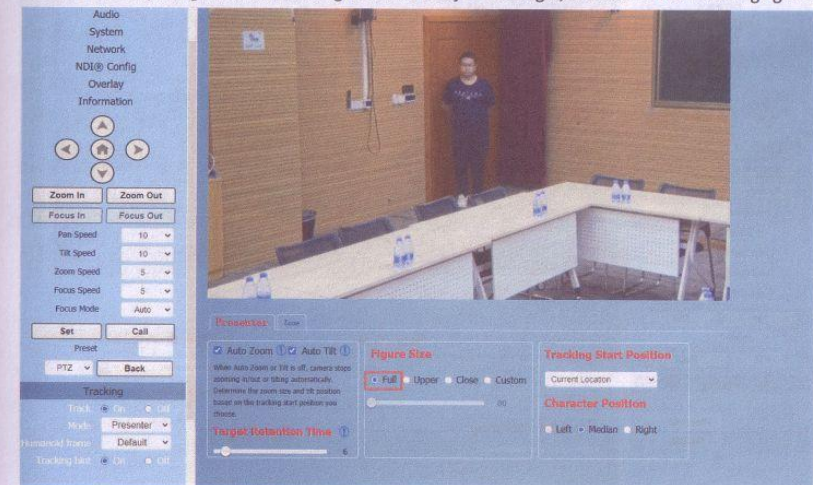 Audio
System
Network
NDI® Config
Overlay
Information
Zoom In Zoom Out
Focus In Focus Out
Pan Speed 10
Tilt Speed 10
Zoom Speed 5
Focus Speed 5
Focus Mode Auto
Set Call
Preset
PTZ Back
Tracking
Track On Off
Mode Presenter
Humanoid frame Default
Tracking hint On Off
Presenter Zone
Auto Zoom Auto Tilt
When Auto Zoom or Tilt is off, camera stops
zooming in/out or tilting automatically.
Determine the zoom size and tilt position
based on the tracking start position you
choose.
Target Retention Time
6
Figure Size
Full Upper Close Custom
80
Tracking Start Position
Current Location
Character Position
Left Median Right